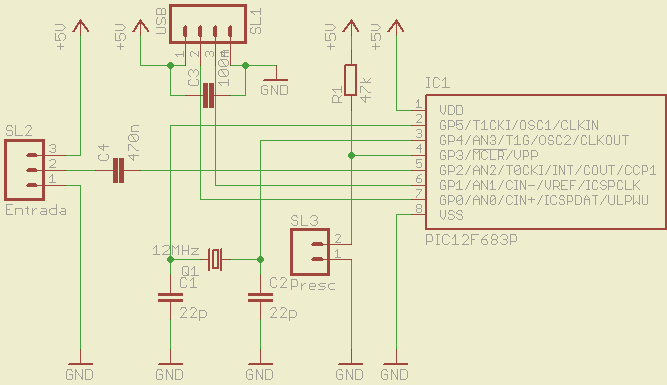 +5V
+5V
USB
SL1
+5V
+5V
1
2
3
4
C3
100n
GND
R1
47k
IC1
SL2
3
2
1
Entrada
C4
470n
1
2
3
4
5
6
7
8
VDD
GP5/T1CKI/OSC1/CLKIN
GP4/AN3/T1G/OSC2/CLKOUT
GP3/MCLR/VPP
GP2/AN2/T0CKI/INT/COUT/CCP1
GP1/AN1/CIN-/VREF/ICSPCLK
GP0/AN0/CIN+/ICSPDAT/ULPWU
VSS
PIC12F683P
SL3
2
1
Presc
12MHz
Q1
C1
22p
C2
22p
GND
GND
GND
GND
GND